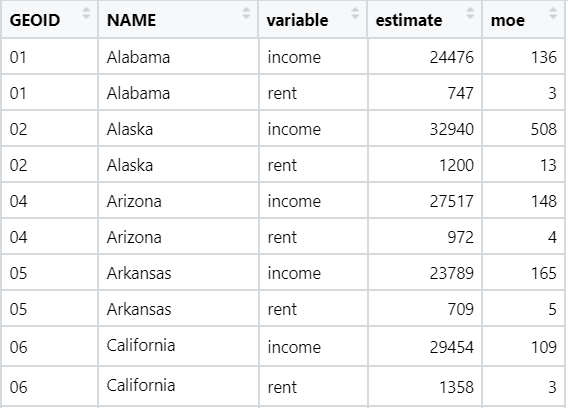 GEOID NAME variable estimate moe
01 Alabama income 24476 136
01 Alabama rent 747 3
02 Alaska income 32940 508
02 Alaska rent 1200 13
04 Arizona income 27517 148
04 Arizona rent 972 4
05 Arkansas income 23789 165
05 Arkansas rent 709 5
06 California income 29454 109
06 California rent 1358 3